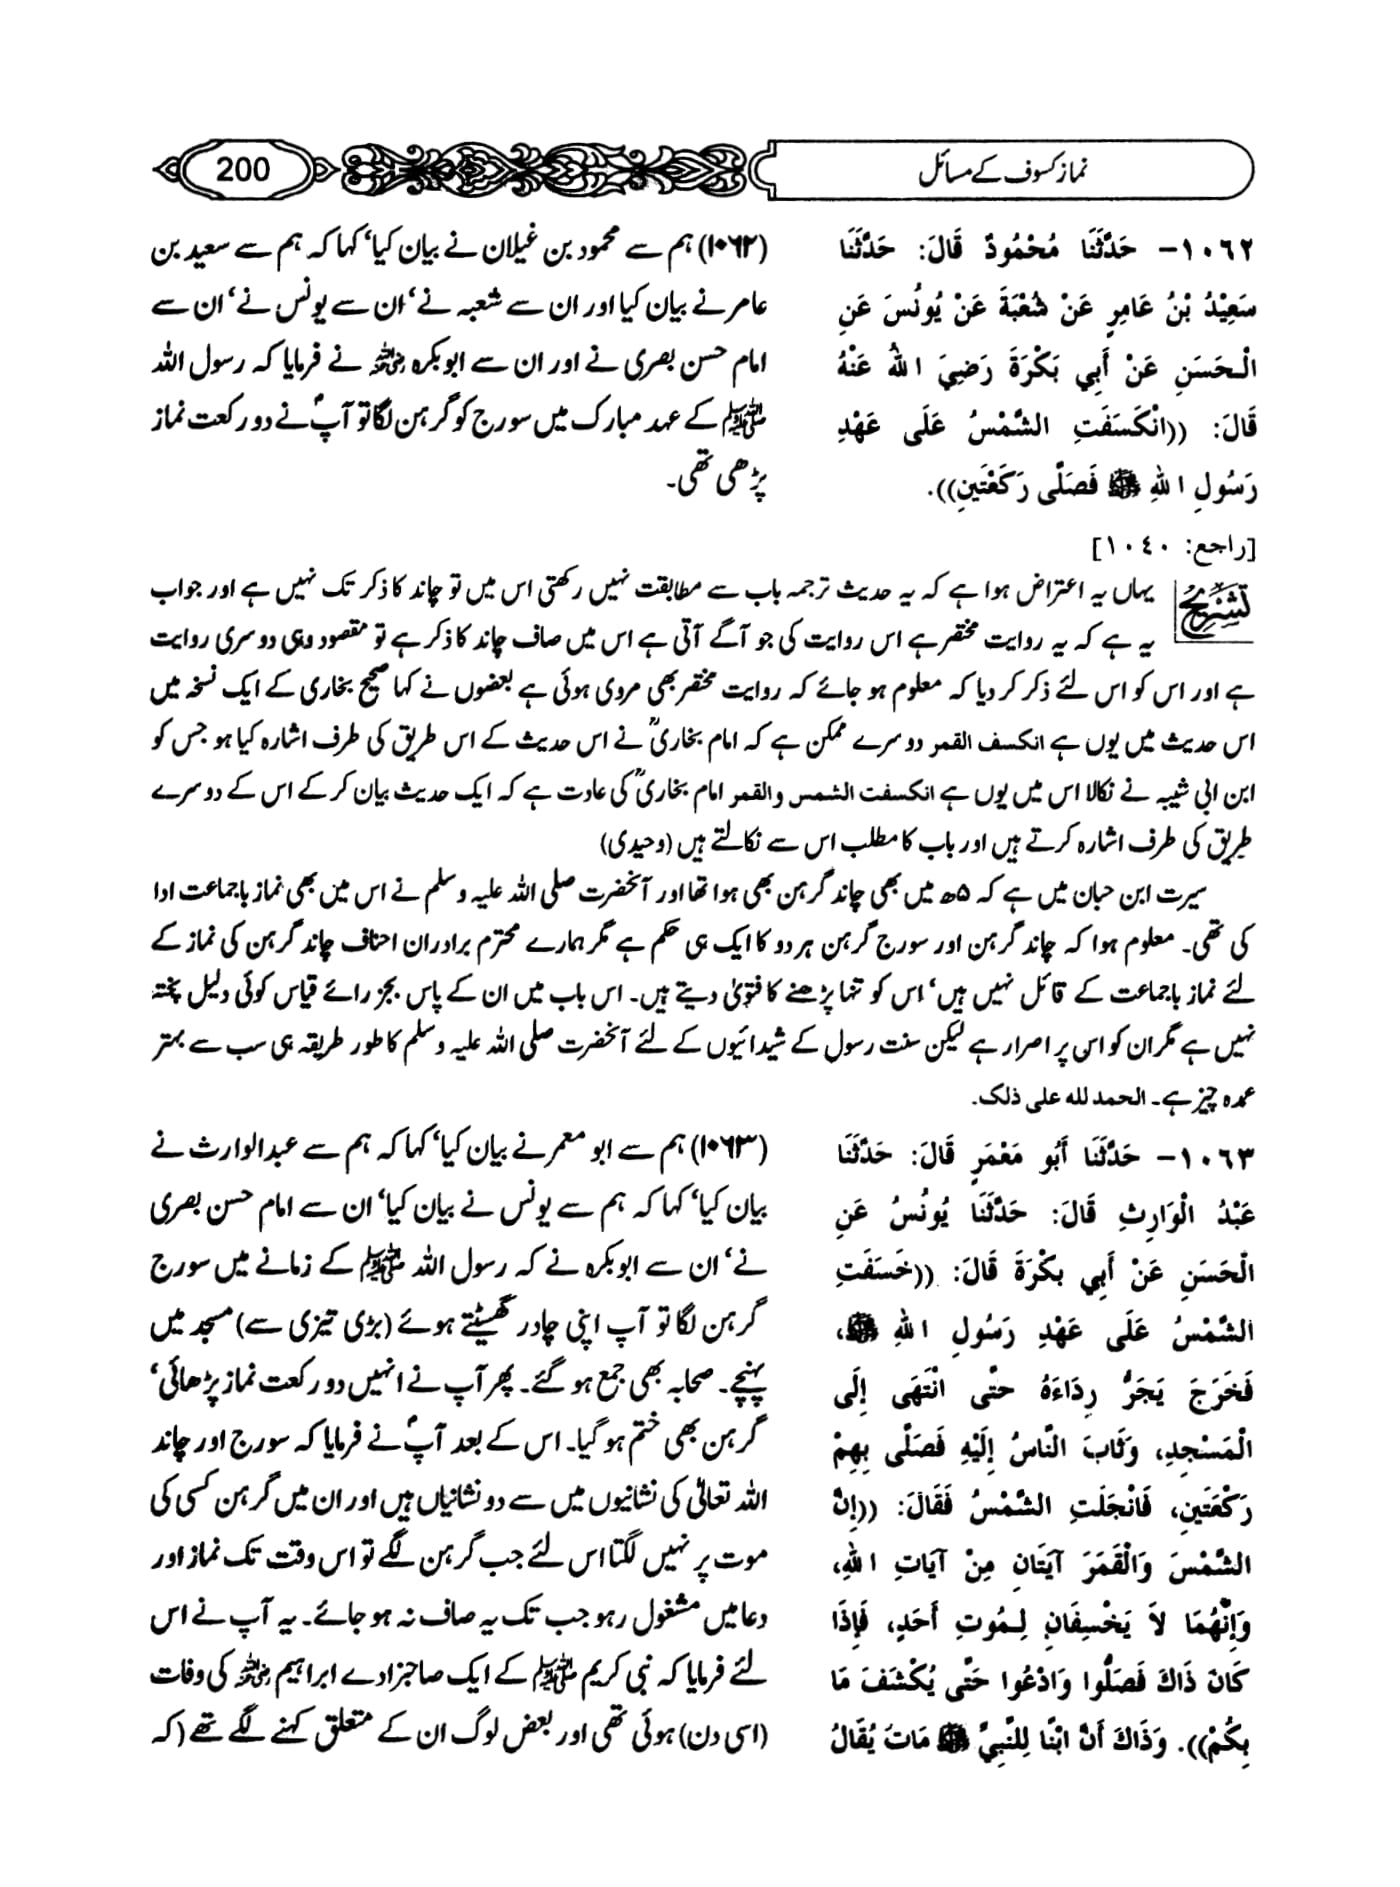 نماز کسوف کے مسائل
200
١٠٦٢- حَدَّثَنَا مُحْمُودٌ قَالَ: حَدَّثَنَا
سَعِيْدُ بْنُ عَامِرٍ عَنْ شُعْبَةَ عَنْ يُونُسَ عَنِ
الْحَسَنِ عَنْ أَبِي بَكْرَةَ رَضِيَ اللهُ عَنْهُ
قَالَ: ((انْكَسَفَتِ الشَّمْسُ عَلَى عَهْدِ
رَسُولِ اللهِ ﷺ فَصَلَّى رَكَعْتَينِ)).
[راجع: ١٠٤٠]
(۱۰۶۲) ہم سے محمود بن غیلان نے بیان کیا‘ کہا کہ ہم سے سعید بن
عامر نے بیان کیا اور ان سے شعبہ نے‘ ان سے یونس نے‘ ان سے
امام حسن بصری نے اور ان سے ابوبکرہ رضی اللہ عنہ نے فرمایا کہ رسول اللہ
ﷺ کے عہد مبارک میں سورج کو گرہن لگا تو آپؐ نے دو رکعت نماز
پڑھی تھی۔
تشریح
یہاں یہ اعتراض ہوا ہے کہ یہ حدیث ترجمہ باب سے مطابقت نہیں رکھتی اس میں تو چاند کا ذکر تک نہیں ہے اور جواب
یہ ہے کہ یہ روایت مختصر ہے اس روایت کی جو آگے آتی ہے اس میں صاف چاند کا ذکر ہے تو مقصود وہی دوسری روایت
ہے اور اس کو اس لئے ذکر کر دیا کہ معلوم ہو جائے کہ روایت مختصر بھی مروی ہوئی ہے بعضوں نے کہا صحیح بخاری کے ایک نسخہ میں
اس حدیث میں یوں ہے انکسف القمر دوسرے ممکن ہے کہ امام بخاریؒ نے اس حدیث کے اس طریق کی طرف اشارہ کیا ہو جس کو
ابن ابی شیبہ نے نکالا اس میں یوں ہے انکسفت الشمس والقمر امام بخاریؒ کی عادت ہے کہ ایک حدیث بیان کر کے اس کے دوسرے
طریق کی طرف اشارہ کرتے ہیں اور باب کا مطلب اس سے نکالتے ہیں (وحیدی)
سیرت ابن حبان میں ہے کہ ۵ھ میں بھی چاند گرہن بھی ہوا تھا اور آنحضرت صلی اللہ علیہ وسلم نے اس میں بھی نماز باجماعت ادا
کی تھی۔ معلوم ہوا کہ چاند گرہن اور سورج گرہن ہر دو کا ایک ہی حکم ہے مگر ہمارے محترم برادران احناف چاند گرہن کی نماز کے
لئے نماز باجماعت کے قائل نہیں ہیں‘ اس کو تنہا پڑھنے کا فتویٰ دیتے ہیں۔ اس باب میں ان کے پاس بجز رائے قیاس کوئی دلیل پختہ
نہیں ہے مگر ان کو اس پر اصرار ہے لیکن سنت رسول کے شیدائیوں کے لئے آنحضرت صلی اللہ علیہ وسلم کا طور طریقہ ہی سب سے بہتر
عمدہ چیز ہے۔ الحمد لله علی ذلک.
١٠٦٣- حَدَّثَنَا أَبُو مَعْمَرٍ قَالَ: حَدَّثَنَا
عَبْدُ الْوَارِثِ قَالَ: حَدَّثَنَا يُونُسُ عَنِ
الْحَسَنِ عَنْ أَبِي بكْرَةَ قَالَ: ((خَسَفَتِ
الشَّمْسُ عَلَى عَهْدِ رَسُولِ اللهِ ﷺ،
فَخَرَجَ يَجَرُّ رِدَاءَهُ حتَّى انْتَهَى إِلَى
الْمَسْجدِ، وَثَابَ النَّاسُ إِلَيْهِ فَصَلَّى بِهِمْ
رَكْعَتَينِ، فَانْجَلَتِ الشَّمْسُ فَقَالَ: ((إِنَّ
الشَّمْسَ وَالْقَمَرَ آيَتَانِ مِنْ آيَاتِ اللهِ،
وَإِنَّهُمَا لاَ يَخْسِفَانِ لِمُوتِ أَحَدٍ، فَإِذَا
كَانَ ذَاكَ فَصَلُّوا وَادْعُوا حَتَّى يُكْشَفَ مَا
بِكُمْ)). وَذَاكَ أَنَّ ابْنًا لِلنَّبِيِّ ﷺ مَاتَ يُقَالُ
(۱۰۶۳) ہم سے ابو معمر نے بیان کیا‘ کہا کہ ہم سے عبدالوارث نے
بیان کیا‘ کہا کہ ہم سے یونس نے بیان کیا‘ ان سے امام حسن بصری
نے‘ ان سے ابوبکرہ نے کہ رسول اللہ ﷺ کے زمانے میں سورج
گرہن لگا تو آپ اپنی چادر گھسیٹتے ہوئے (بڑی تیزی سے) مسجد میں
پہنچے۔ صحابہ بھی جمع ہو گئے۔ پھر آپ نے انہیں دو رکعت نماز پڑھائی‘
گرہن بھی ختم ہو گیا۔ اس کے بعد آپؐ نے فرمایا کہ سورج اور چاند
اللہ تعالیٰ کی نشانیوں میں سے دو نشانیاں ہیں اور ان میں گرہن کسی کی
موت پر نہیں لگتا اس لئے جب گرہن لگے تو اس وقت تک نماز اور
دعا میں مشغول رہو جب تک یہ صاف نہ ہو جائے۔ یہ آپ نے اس
لئے فرمایا کہ نبی کریم ﷺ کے ایک صاحبزادے ابراہیم رضی اللہ عنہ کی وفات
(اسی دن) ہوئی تھی اور بعض لوگ ان کے متعلق کہنے لگے تھے (کہ